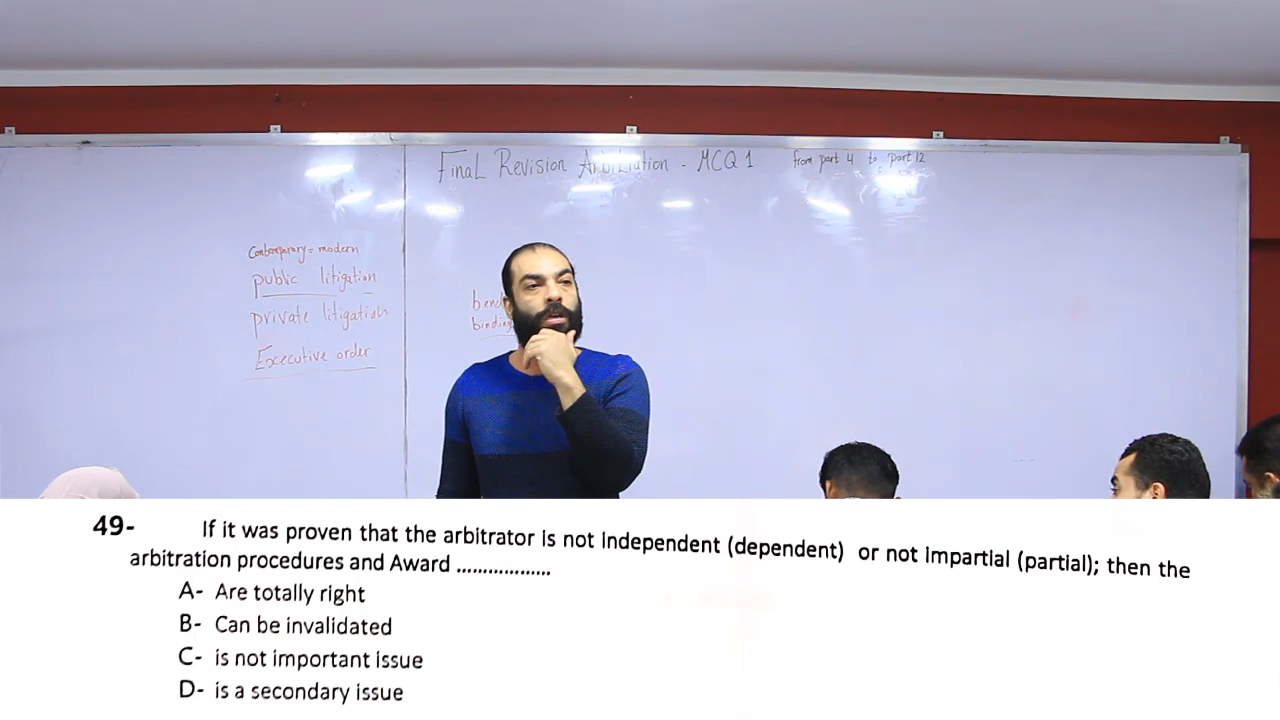 Final Revision Arbitration - MCQ 1 from part 4 to part 12
Contemporary = modern
public litigation
private litigation
Executive order
binding
49- If it was proven that the arbitrator is not independent (dependent) or not impartial (partial); then the
arbitration procedures and Award ..................
A- Are totally right
B- Can be invalidated
C- is not important issue
D- is a secondary issue